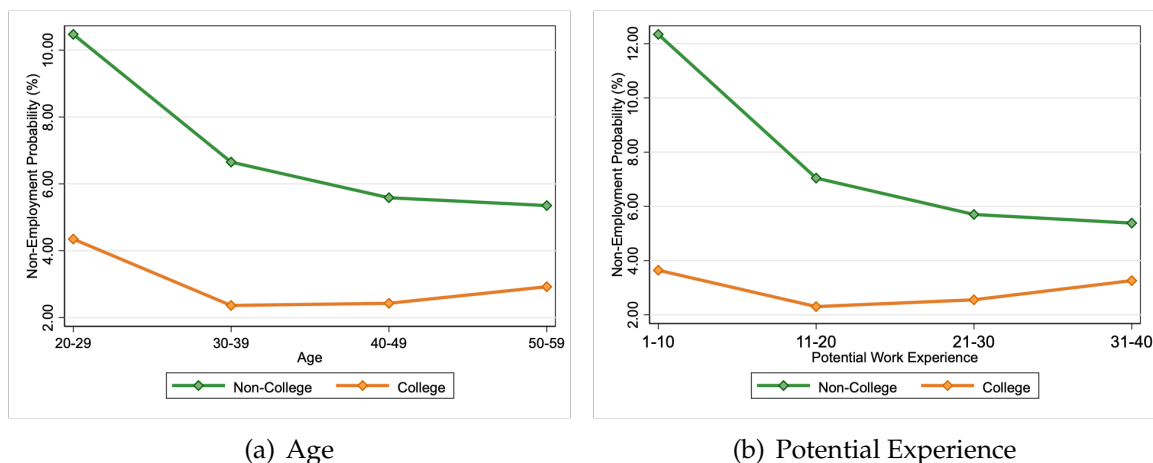 Non-Employment Probability (%)
10.00
8.00
6.00
4.00
2.00
20-29 30-39 40-49 50-59
Age
Non-College College
(a) Age
Non-Employment Probability (%)
12.00
10.00
8.00
6.00
4.00
2.00
1-10 11-20 21-30 31-40
Potential Work Experience
Non-College College
(b) Potential Experience